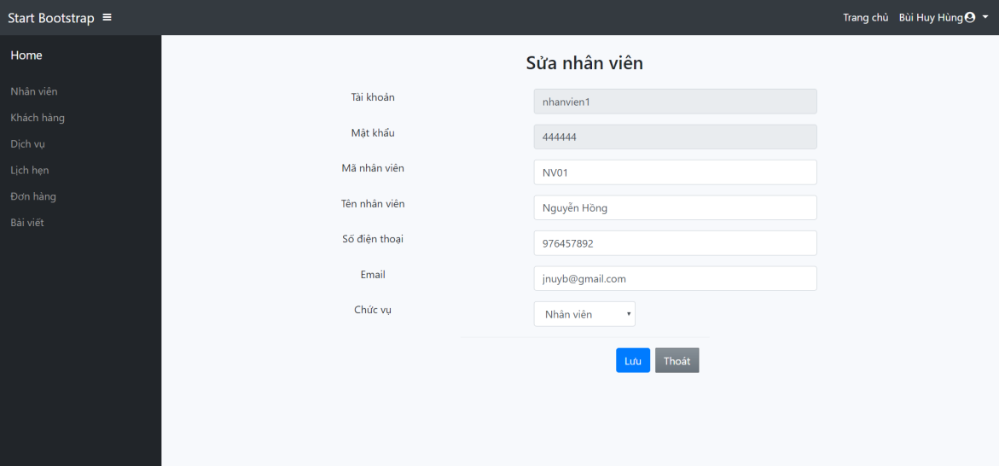 Start Bootstrap
Trang chủ Bùi Huy Hùng
Home
Nhân viên
Khách hàng
Dịch vụ
Lịch hẹn
Đơn hàng
Bài viết
Sửa nhân viên
Tài khoản nhanvien1
Mật khẩu 444444
Mã nhân viên NV01
Tên nhân viên Nguyễn Hồng
Số điện thoại 976457892
Email jnuyb@gmail.com
Chức vụ Nhân viên
Lưu Thoát